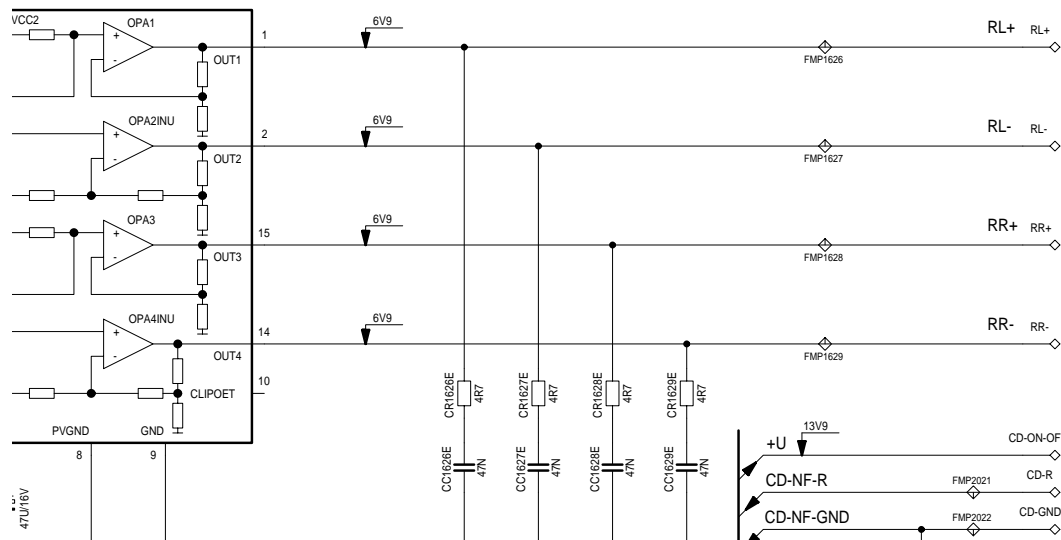 VCC2
OPA1
1
6V9
RL+
RL+
+
-
OUT1
FMP1626
OPA2INU
2
6V9
RL-
RL-
+
-
OUT2
FMP1627
OPA3
15
6V9
RR+
RR+
+
-
OUT3
FMP1628
OPA4INU
14
6V9
RR-
RR-
+
-
OUT4
FMP1629
CLIPOET
10
CR1626E
4R7
CR1627E
4R7
CR1628E
4R7
CR1629E
4R7
PVGND
GND
8
9
CC1626E
47N
CC1627E
47N
CC1628E
47N
CC1629E
47N
+U
13V9
CD-ON-OF
CD-NF-R
FMP2021
CD-R
CD-NF-GND
FMP2022
CD-GND
47U/16V